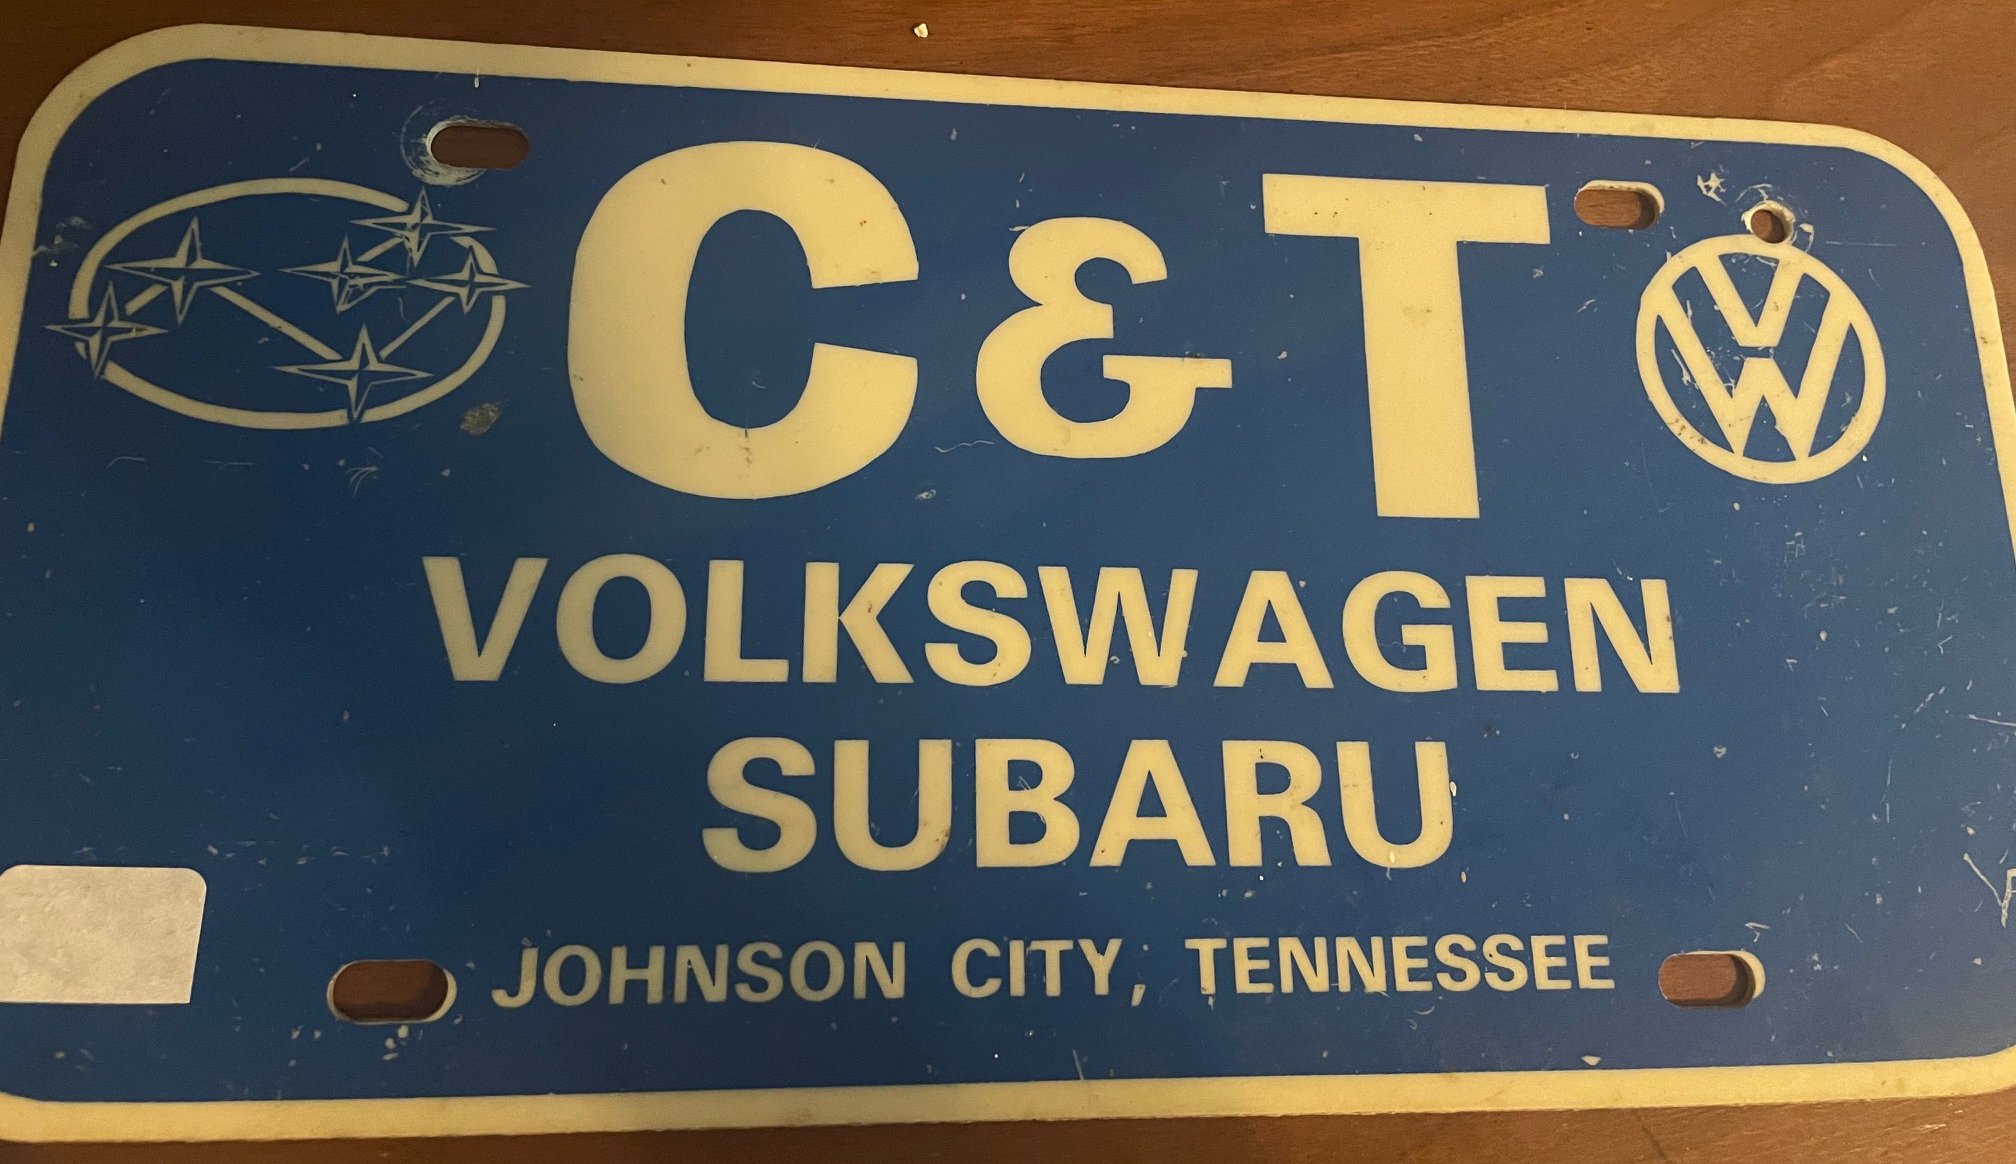 C & T
VOLKSWAGEN
SUBARU
JOHNSON CITY, TENNESSEE